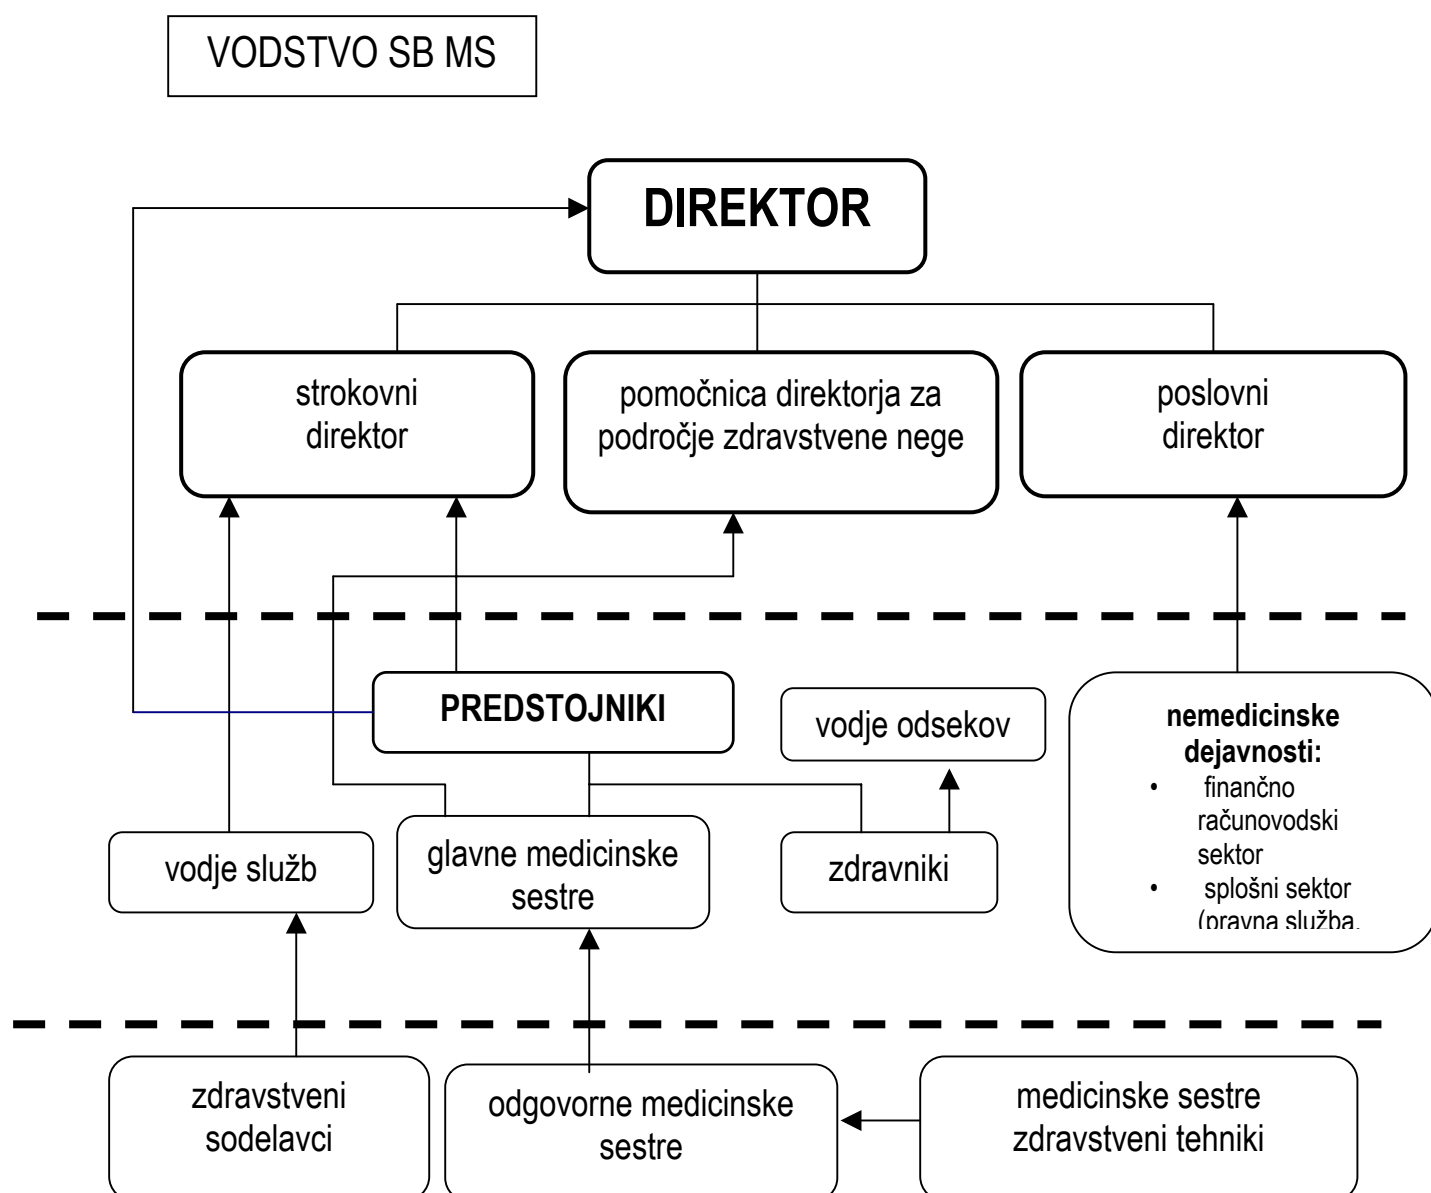 VODSTVO SB MS
DIREKTOR
strokovni
direktor
pomočnica direktorja za
področje zdravstvene nege
poslovni
direktor
PREDSTOJNIKI
vodje odsekov
nemedicinske
dejavnosti:
• finančno
računovodski
sektor
• splošni sektor
(pravna služba,
vodje služb
glavne medicinske
sestre
zdravniki
zdravstveni
sodelavci
odgovorne medicinske
sestre
medicinske sestre
zdravstveni tehniki